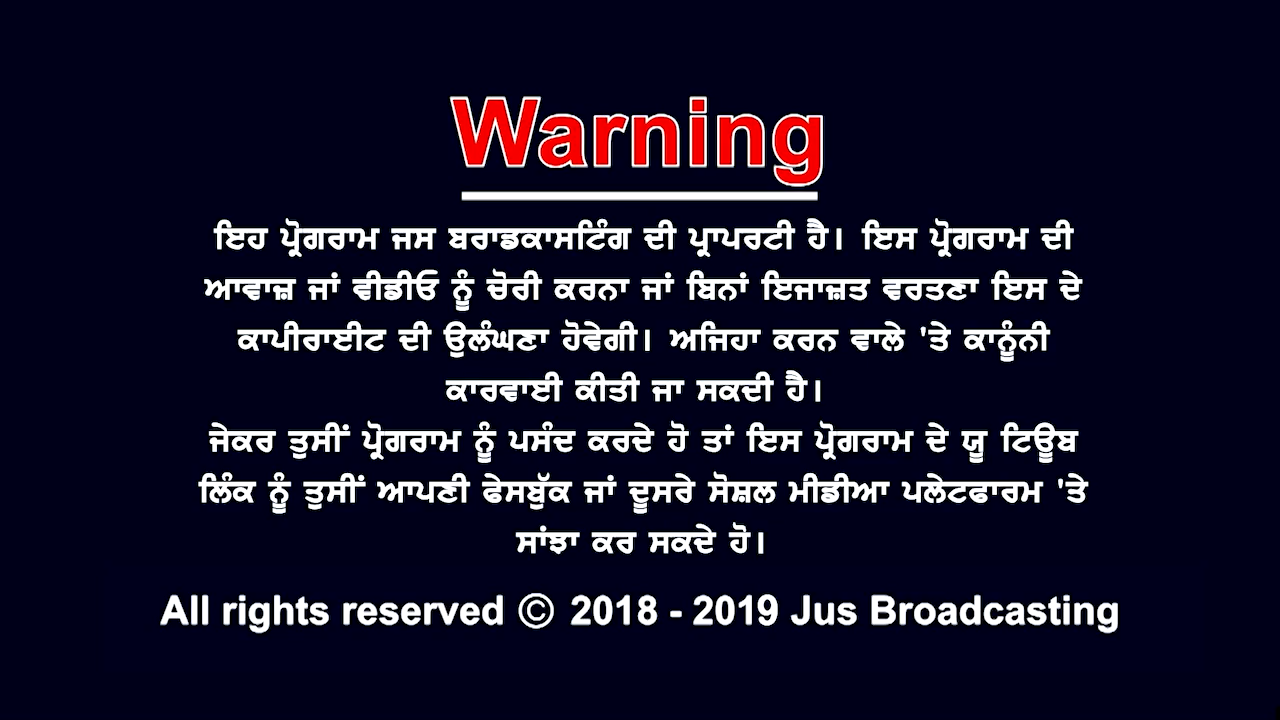 Warning
ਇਹ ਪ੍ਰੋਗਰਾਮ ਜਸ ਬਰਾਡਕਾਸਟਿੰਗ ਦੀ ਪ੍ਰਾਪਰਟੀ ਹੈ। ਇਸ ਪ੍ਰੋਗਰਾਮ ਦੀ
ਆਵਾਜ਼ ਜਾਂ ਵੀਡੀਓ ਨੂੰ ਚੋਰੀ ਕਰਨਾ ਜਾਂ ਬਿਨਾਂ ਇਜਾਜ਼ਤ ਵਰਤਣਾ ਇਸ ਦੇ
ਕਾਪੀਰਾਈਟ ਦੀ ਉਲੰਘਣਾ ਹੋਵੇਗੀ। ਅਜਿਹਾ ਕਰਨ ਵਾਲੇ 'ਤੇ ਕਾਨੂੰਨੀ
ਕਾਰਵਾਈ ਕੀਤੀ ਜਾ ਸਕਦੀ ਹੈ।
ਜੇਕਰ ਤੁਸੀਂ ਪ੍ਰੋਗਰਾਮ ਨੂੰ ਪਸੰਦ ਕਰਦੇ ਹੋ ਤਾਂ ਇਸ ਪ੍ਰੋਗਰਾਮ ਦੇ ਯੂ ਟਿਊਬ
ਲਿੰਕ ਨੂੰ ਤੁਸੀਂ ਆਪਣੀ ਫੇਸਬੁੱਕ ਜਾਂ ਦੂਸਰੇ ਸੋਸ਼ਲ ਮੀਡੀਆ ਪਲੇਟਫਾਰਮ 'ਤੇ
ਸਾਂਝਾ ਕਰ ਸਕਦੇ ਹੋ।
All rights reserved © 2018 - 2019 Jus Broadcasting